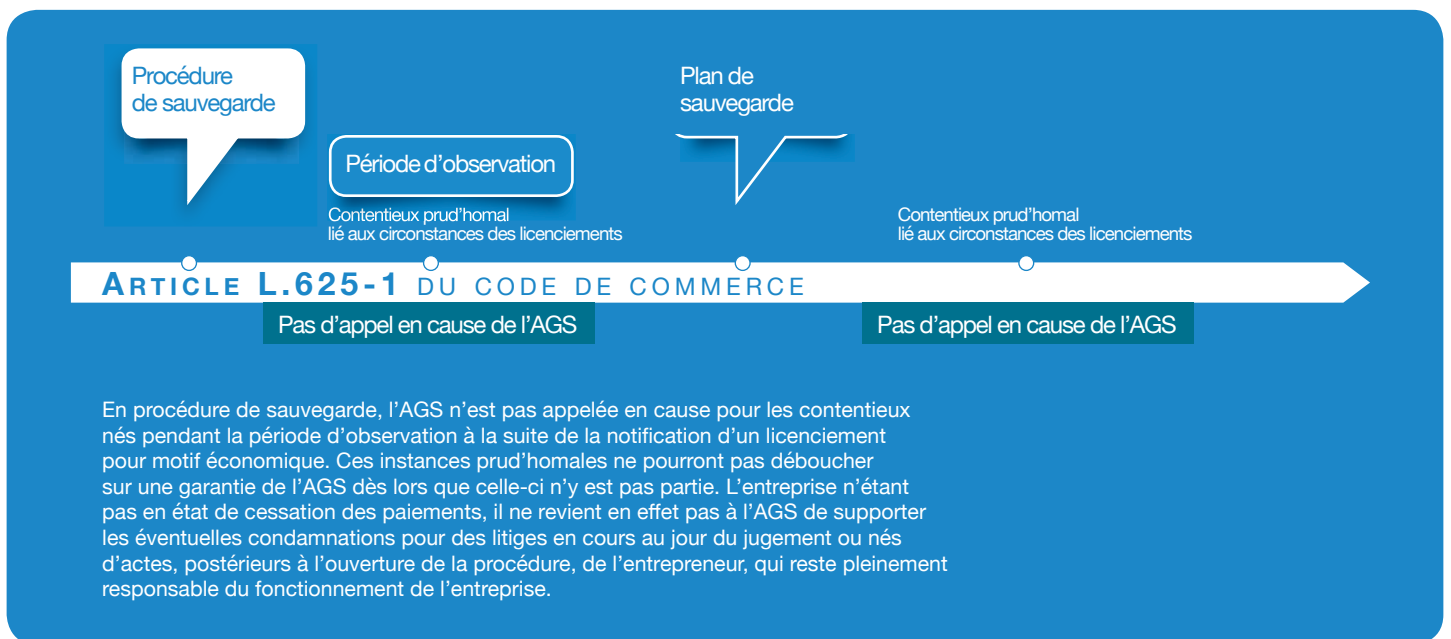 Procédure
de sauvegarde
Plan de
sauvegarde
Période d'observation
Contentieux prud'homal
lié aux circonstances des licenciements
Contentieux prud'homal
lié aux circonstances des licenciements
ARTICLE L.625-1 DU CODE DE COMMERCE
Pas d'appel en cause de l'AGS
Pas d'appel en cause de l'AGS
En procédure de sauvegarde, l'AGS n'est pas appelée en cause pour les contentieux
nés pendant la période d'observation à la suite de la notification d'un licenciement
pour motif économique. Ces instances prud'homales ne pourront pas déboucher
sur une garantie de l'AGS dès lors que celle-ci n'y est pas partie. L'entreprise n'étant
pas en état de cessation des paiements, il ne revient en effet pas à l'AGS de supporter
les éventuelles condamnations pour des litiges en cours au jour du jugement ou nés
d'actes, postérieurs à l'ouverture de la procédure, de l'entrepreneur, qui reste pleinement
responsable du fonctionnement de l'entreprise.